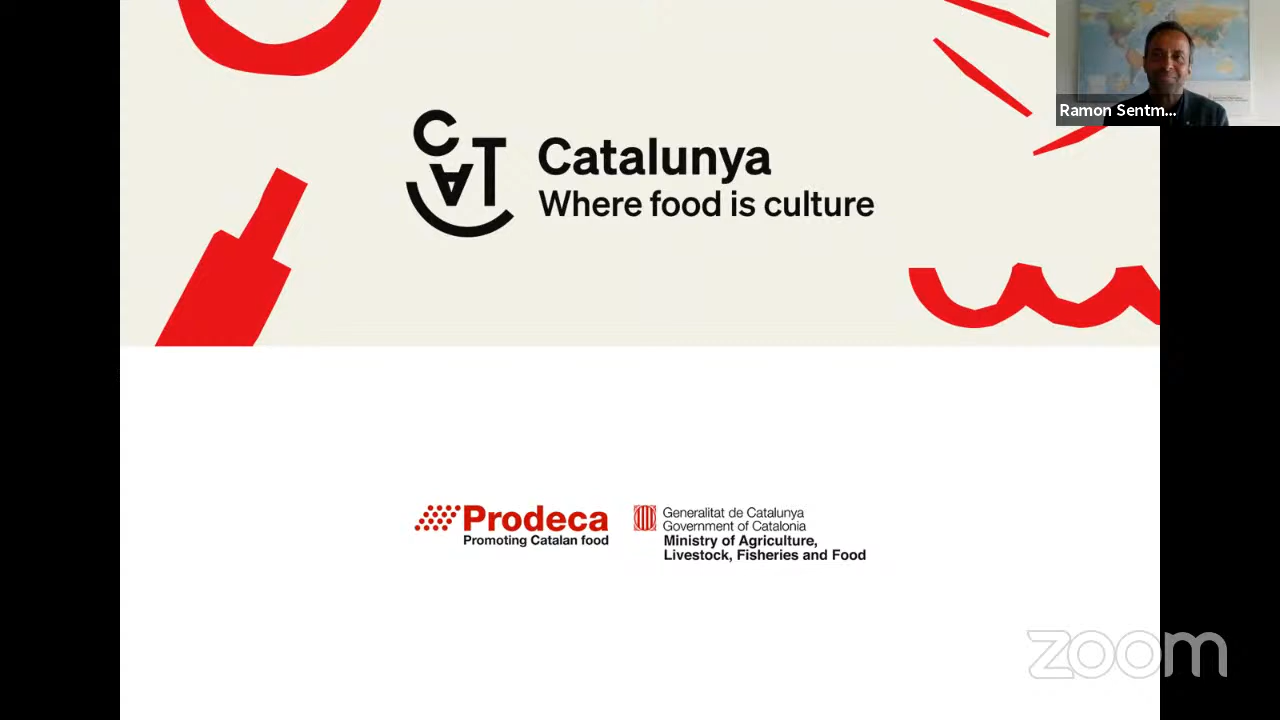 Ramon Sentm...
CAT
Catalunya
Where food is culture
Prodeca
Promoting Catalan food
Generalitat de Catalunya
Government of Catalonia
Ministry of Agriculture,
Livestock, Fisheries and Food
zoom